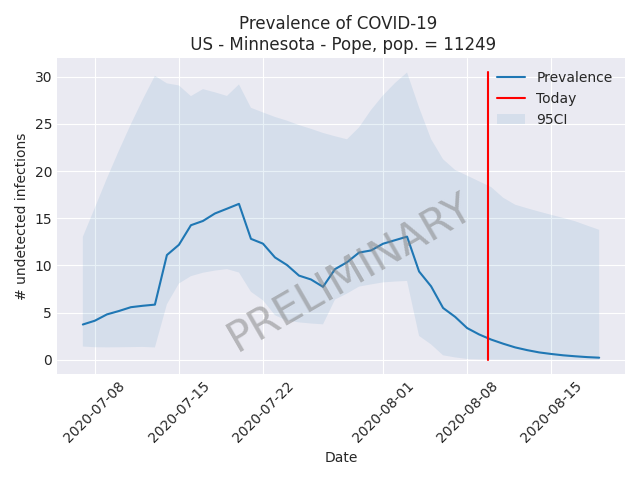 Prevalence of COVID-19
US - Minnesota - Pope, pop. = 11249
# undetected infections
30
25
20
15
10
5
0
Prevalence
Today
95CI
PRELIMINARY
2020-07-08
2020-07-15
2020-07-22
2020-08-01
2020-08-08
2020-08-15
Date